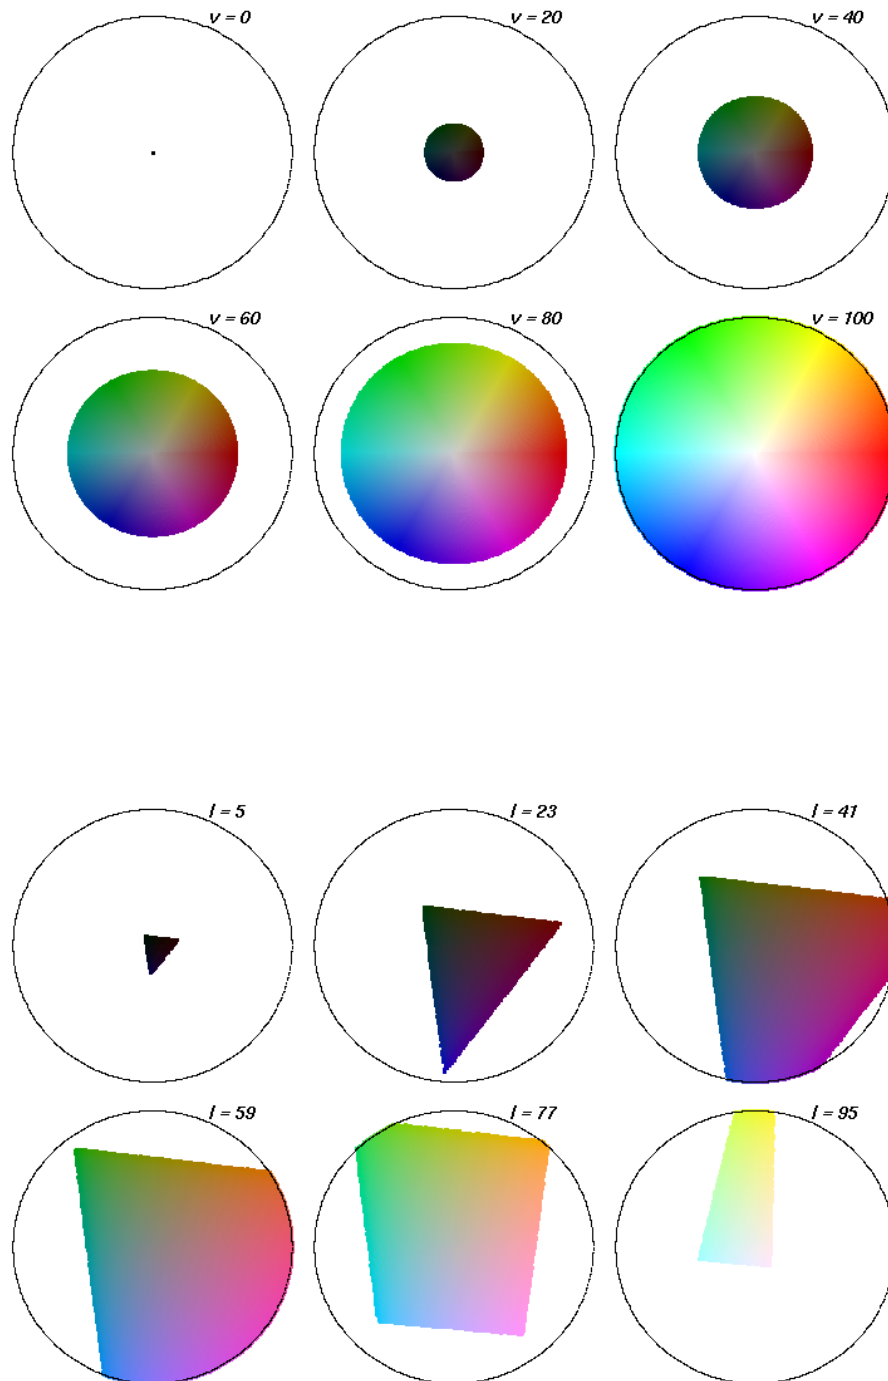 v = 0
v = 20
v = 40
v = 60
v = 80
v = 100
l = 5
l = 23
l = 41
l = 59
l = 77
l = 95